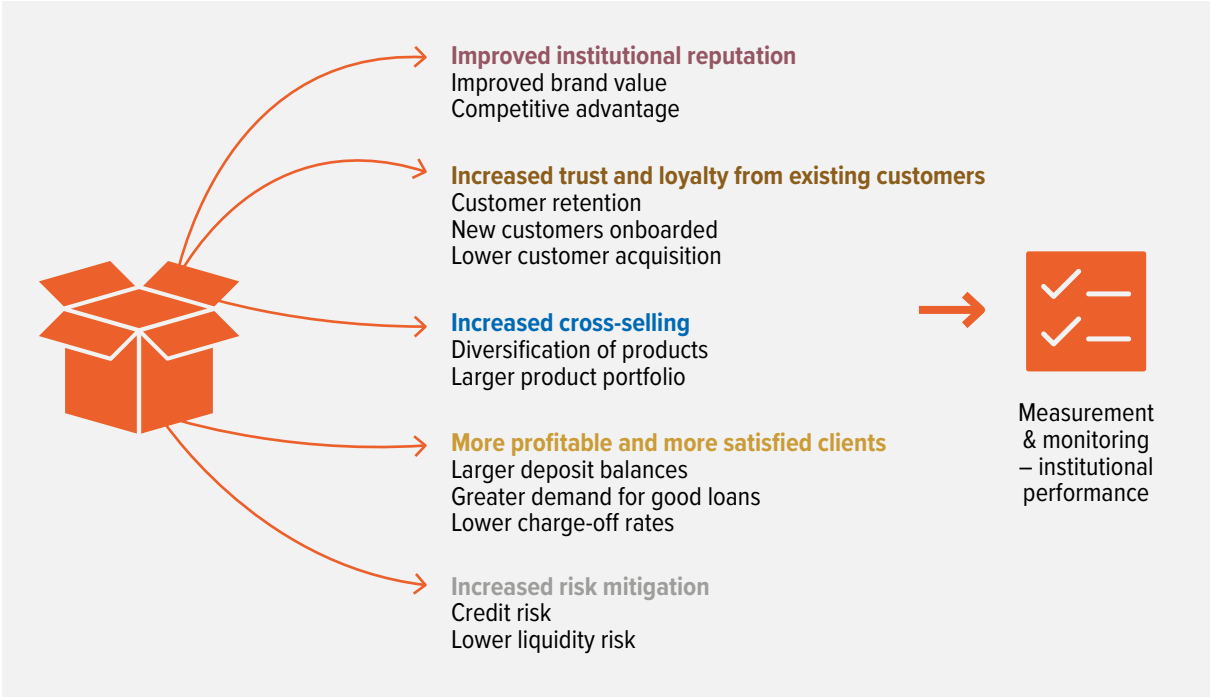 Improved institutional reputation
Improved brand value
Competitive advantage
Increased trust and loyalty from existing customers
Customer retention
New customers onboarded
Lower customer acquisition
Increased cross-selling
Diversification of products
Larger product portfolio
More profitable and more satisfied clients
Larger deposit balances
Greater demand for good loans
Lower charge-off rates
Increased risk mitigation
Credit risk
Lower liquidity risk
Measurement
& monitoring
– institutional
performance